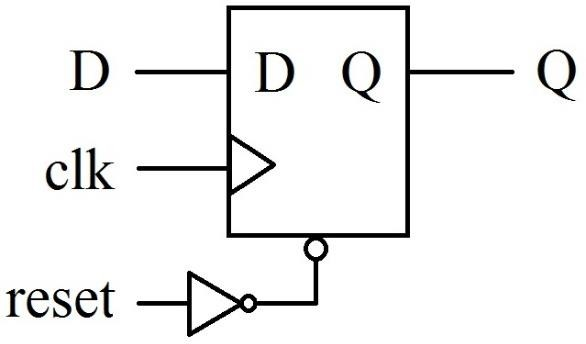 D D Q Q
clk
reset